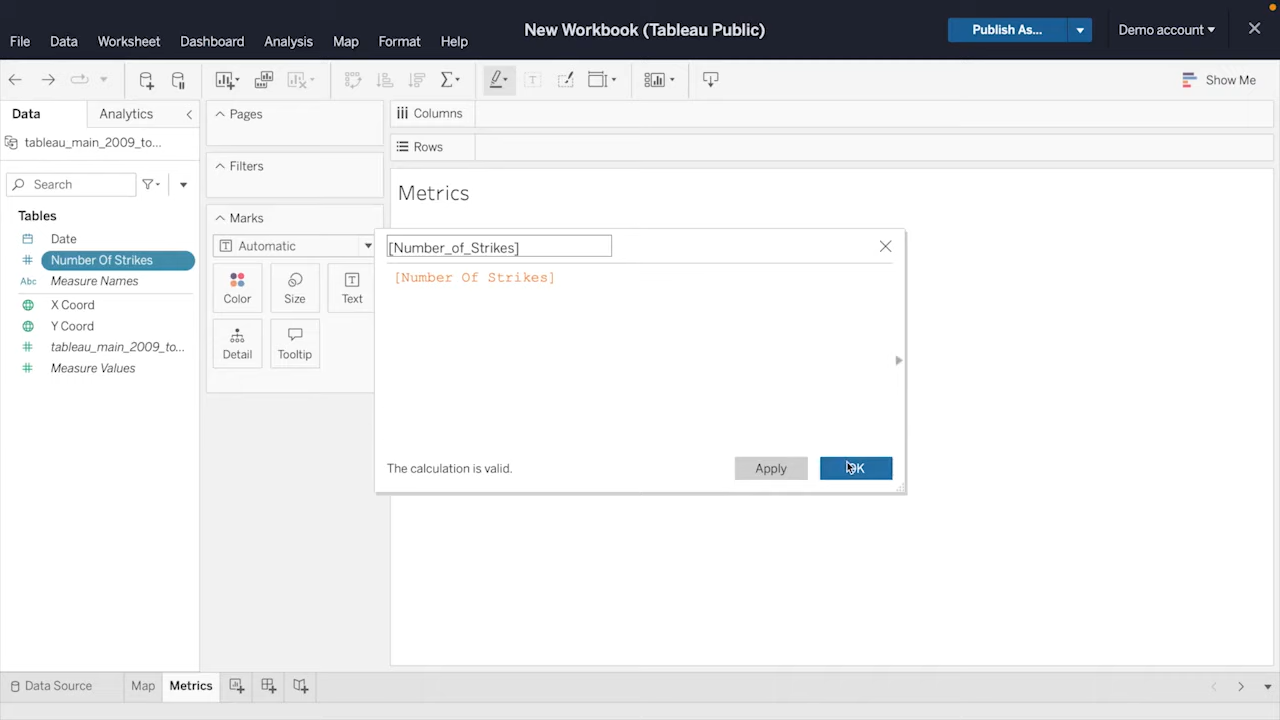 New Workbook (Tableau Public)
Publish As...
Demo account
File Data Worksheet Dashboard Analysis Map Format Help
Show Me
Data Analytics
tableau_main_2009_to...
Search
Tables
Date
Number Of Strikes
Abc Measure Names
X Coord
Y Coord
tableau_main_2009_to...
Measure Values
Pages
Filters
Marks
Automatic
Color Size Text
Detail Tooltip
Columns
Rows
Metrics
[Number_of_Strikes]
[Number Of Strikes]
The calculation is valid.
Apply
OK
Data Source Map Metrics